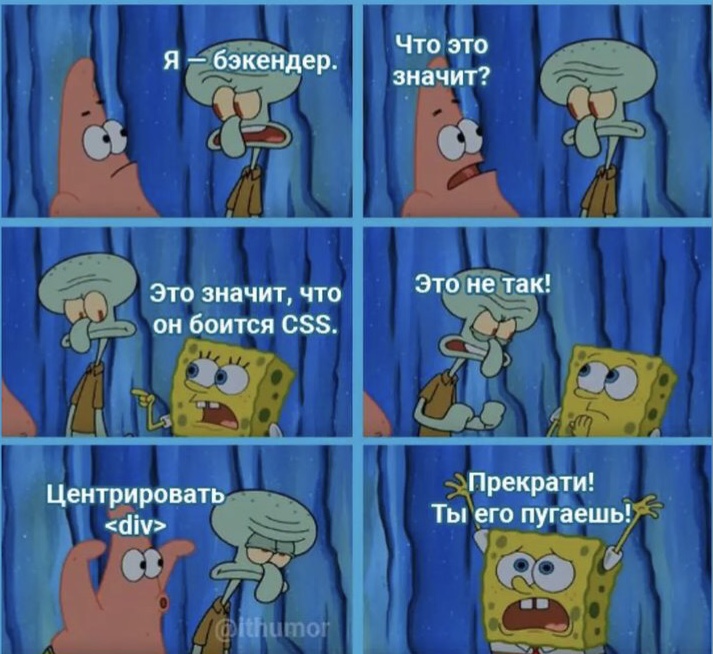 Я – бэкендер.
Что это
значит?
Это значит, что
он боится CSS.
Это не так!
Центрировать
<div>
@ithumor
Прекрати!
Ты его пугаешь!